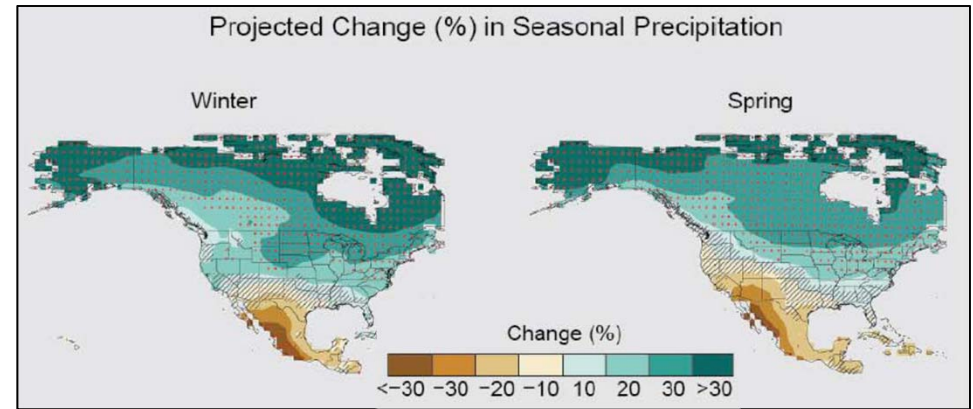 Projected Change (%) in Seasonal Precipitation
Winter
Spring
Change (%)
<−30 −30 −20 −10 10 20 30 >30